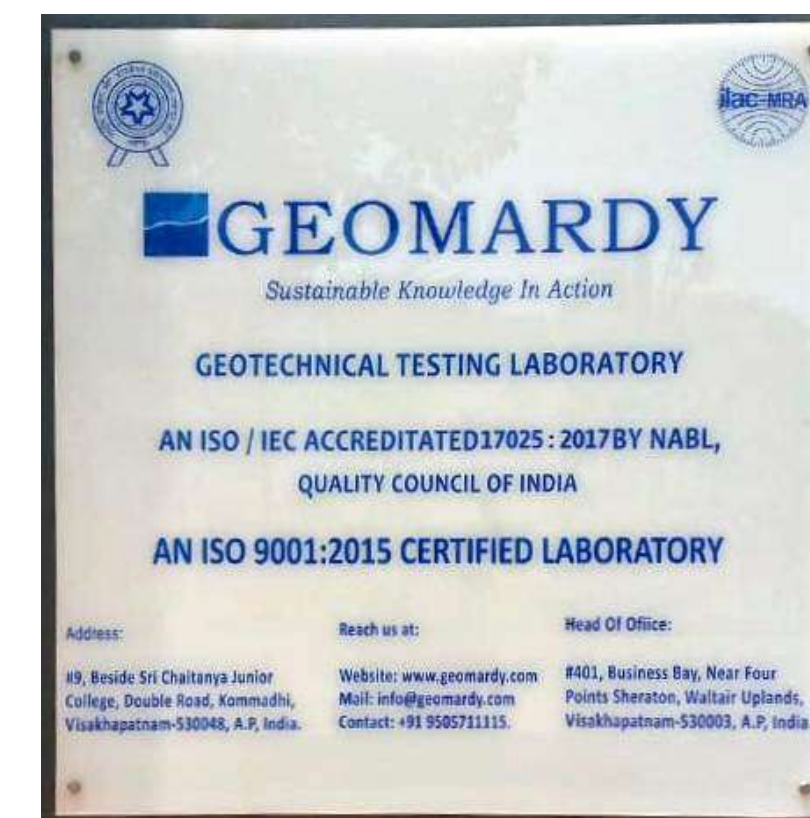 ilac-MRA
GEOMARDY
Sustainable Knowledge In Action
GEOTECHNICAL TESTING LABORATORY
AN ISO / IEC ACCREDITATED17025 : 2017BY NABL,
QUALITY COUNCIL OF INDIA
AN ISO 9001:2015 CERTIFIED LABORATORY
Address:
#9, Beside Sri Chaitanya Junior
College, Double Road, Kommadhi,
Visakhapatnam-530048, A.P, India.
Reach us at:
Website: www.geomardy.com
Mail: info@geomardy.com
Contact: +91 9505711115.
Head Of Ofiice:
#401, Business Bay, Near Four
Points Sheraton, Waltair Uplands,
Visakhapatnam-530003, A.P, India